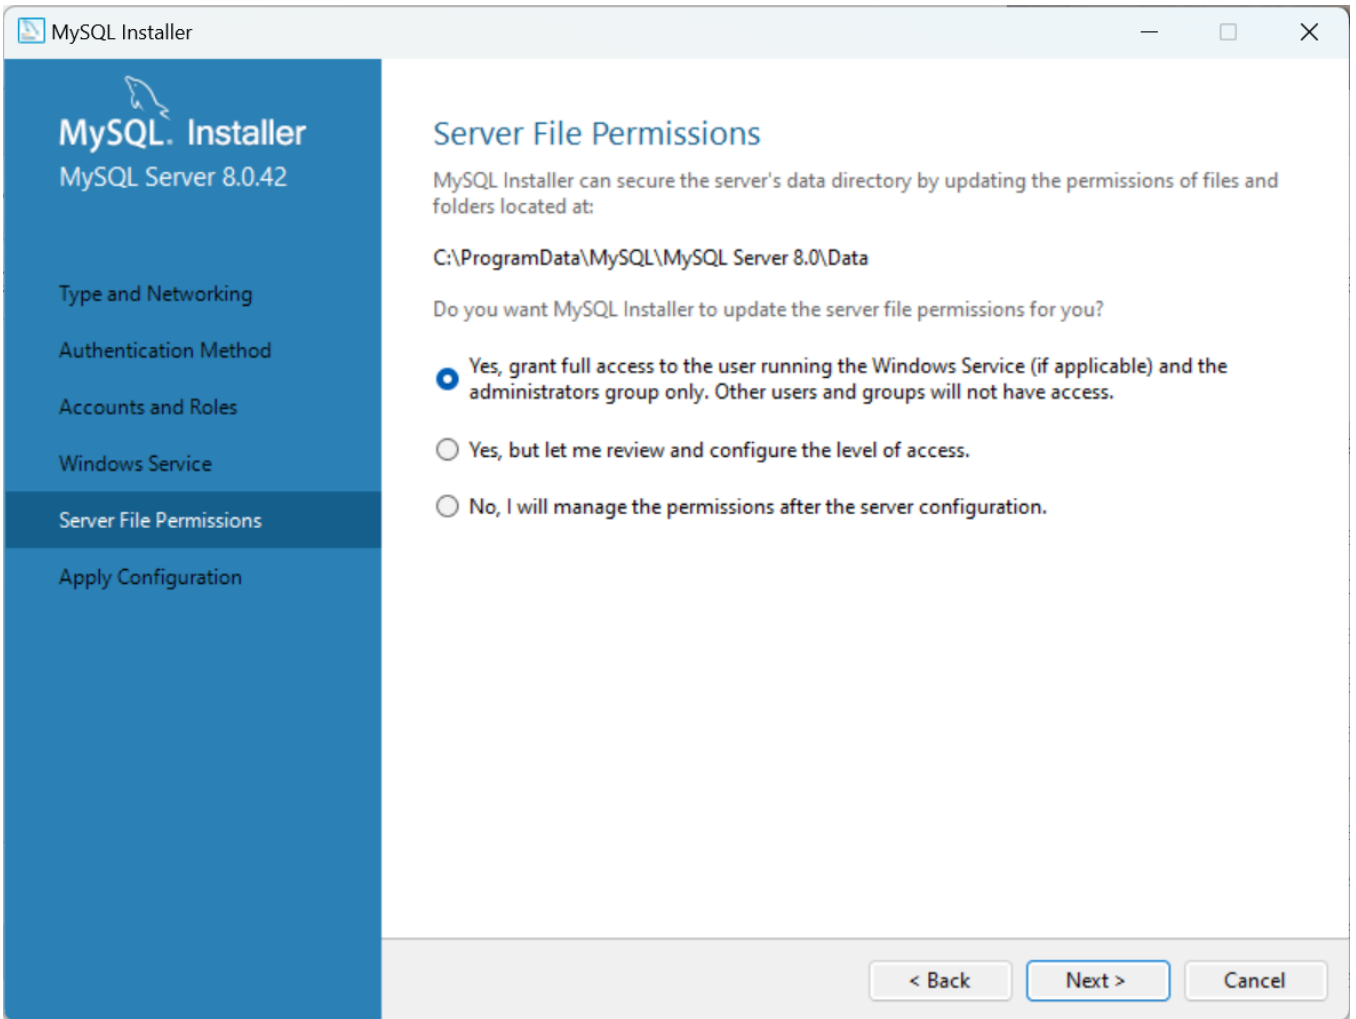 MySQL Installer
MySQL. Installer
MySQL Server 8.0.42
Type and Networking
Authentication Method
Accounts and Roles
Windows Service
Server File Permissions
Apply Configuration
Server File Permissions
MySQL Installer can secure the server's data directory by updating the permissions of files and
folders located at:
C:\ProgramData\MySQL\MySQL Server 8.0\Data
Do you want MySQL Installer to update the server file permissions for you?
Yes, grant full access to the user running the Windows Service (if applicable) and the
administrators group only. Other users and groups will not have access.
Yes, but let me review and configure the level of access.
No, I will manage the permissions after the server configuration.
< Back
Next >
Cancel